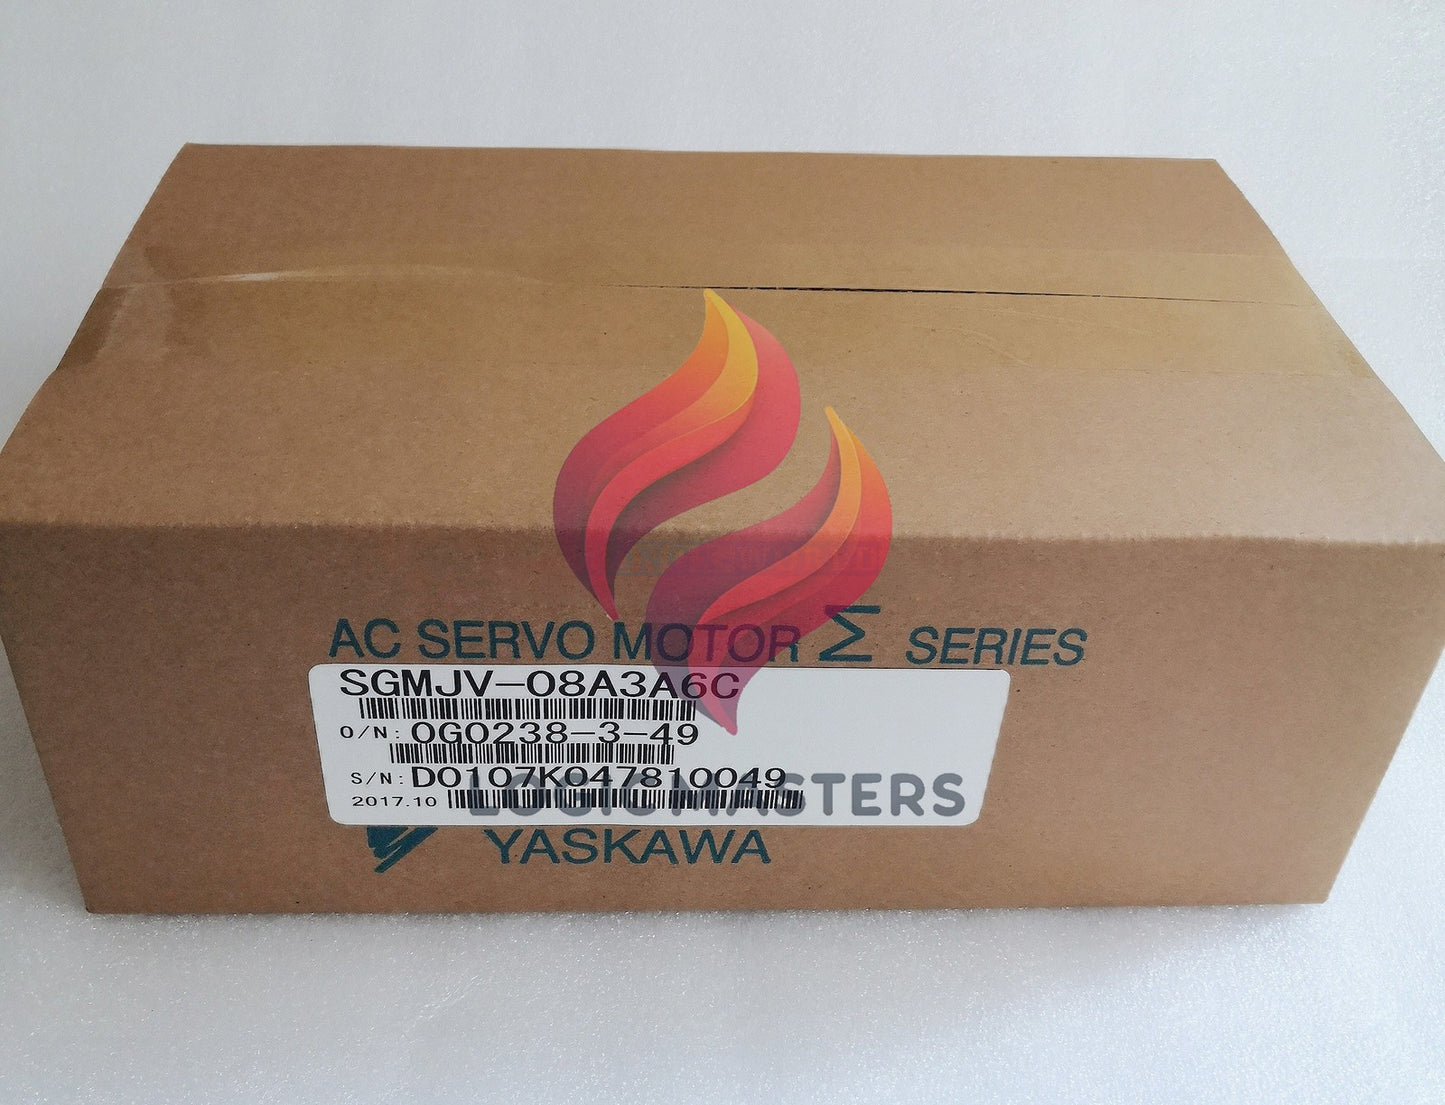 AC SERVO MOTOR Σ SERIES
SGMJV-08A3A6C
O/N: 0G0238-3-49
S/N: D0107K047810049
2017.10
LOGICMASTERS
YASKAWA